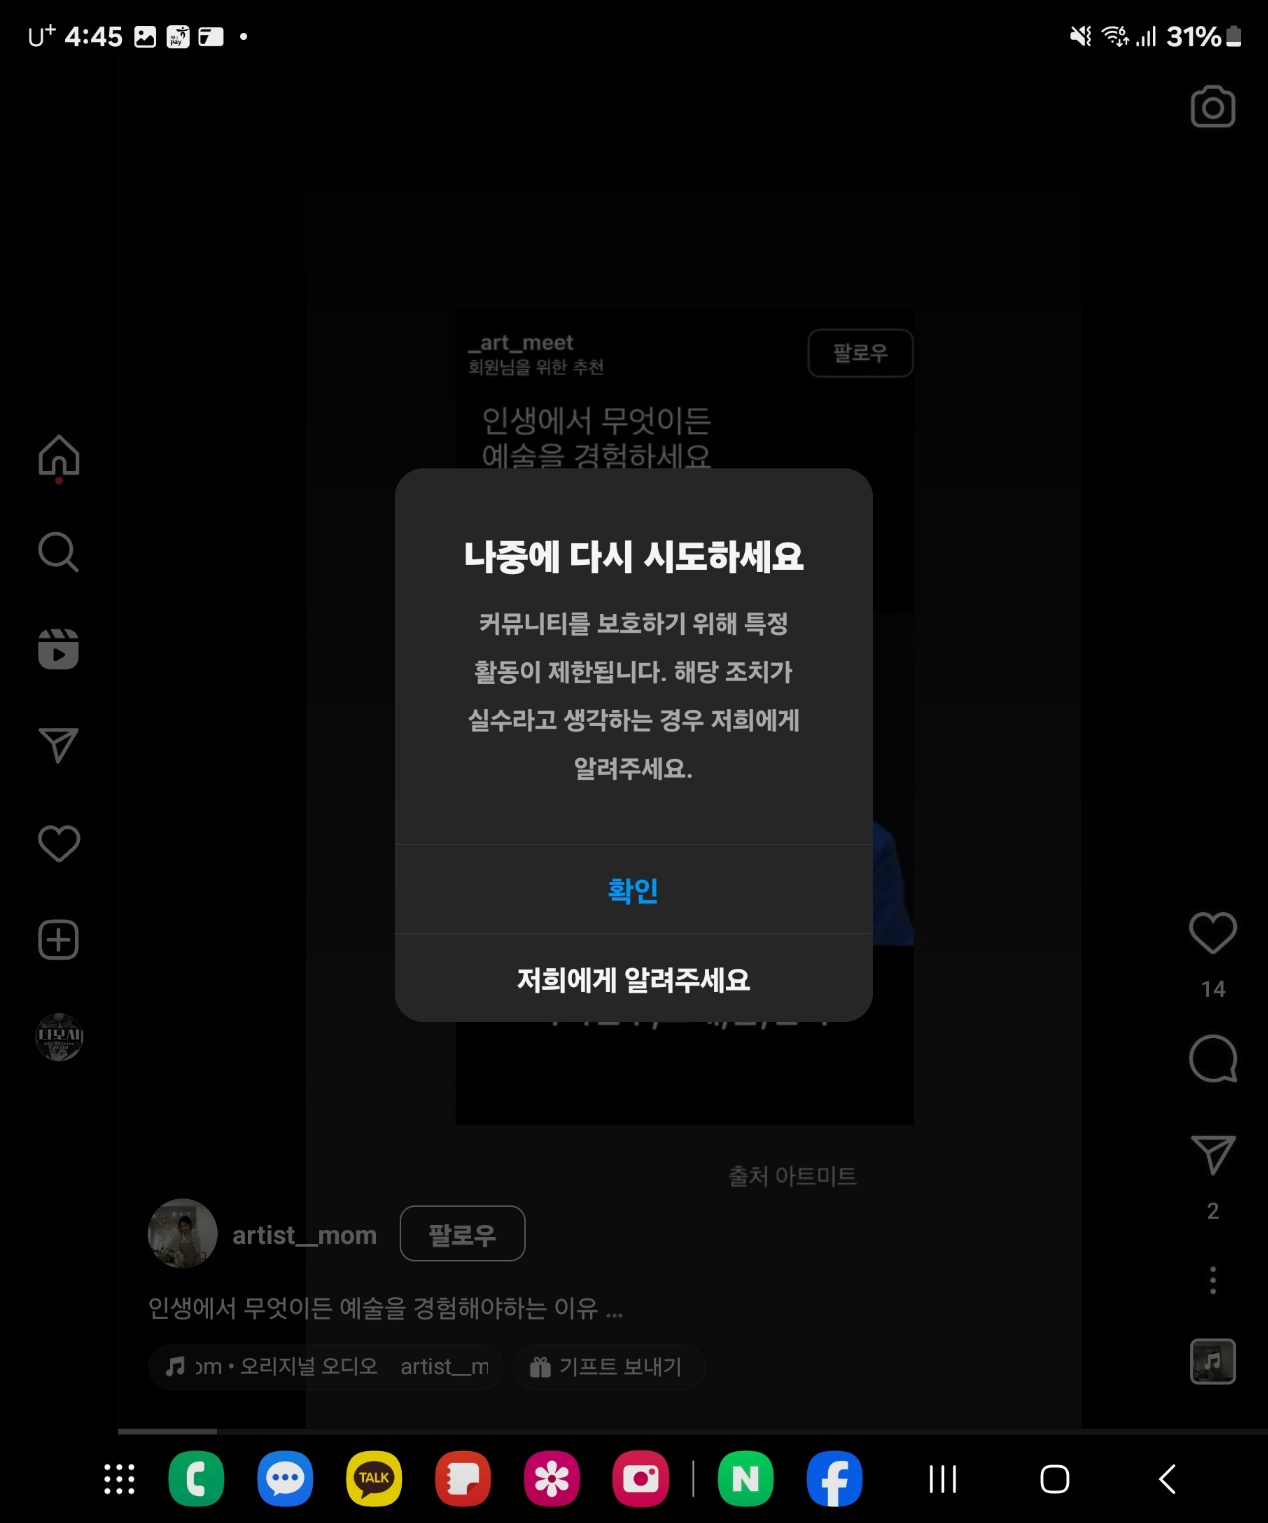 U+ 4:45
31%
_art_meet
회원님을 위한 추천
팔로우
인생에서 무엇이든
예술을 경험하세요
나중에 다시 시도하세요
커뮤니티를 보호하기 위해 특정
활동이 제한됩니다. 해당 조치가
실수라고 생각하는 경우 저희에게
알려주세요.
확인
저희에게 알려주세요
14
2
출처 아트미트
artist__mom 팔로우
인생에서 무엇이든 예술을 경험해야하는 이유 ...
om • 오리지널 오디오 artist__m 기프트 보내기
TALK
N